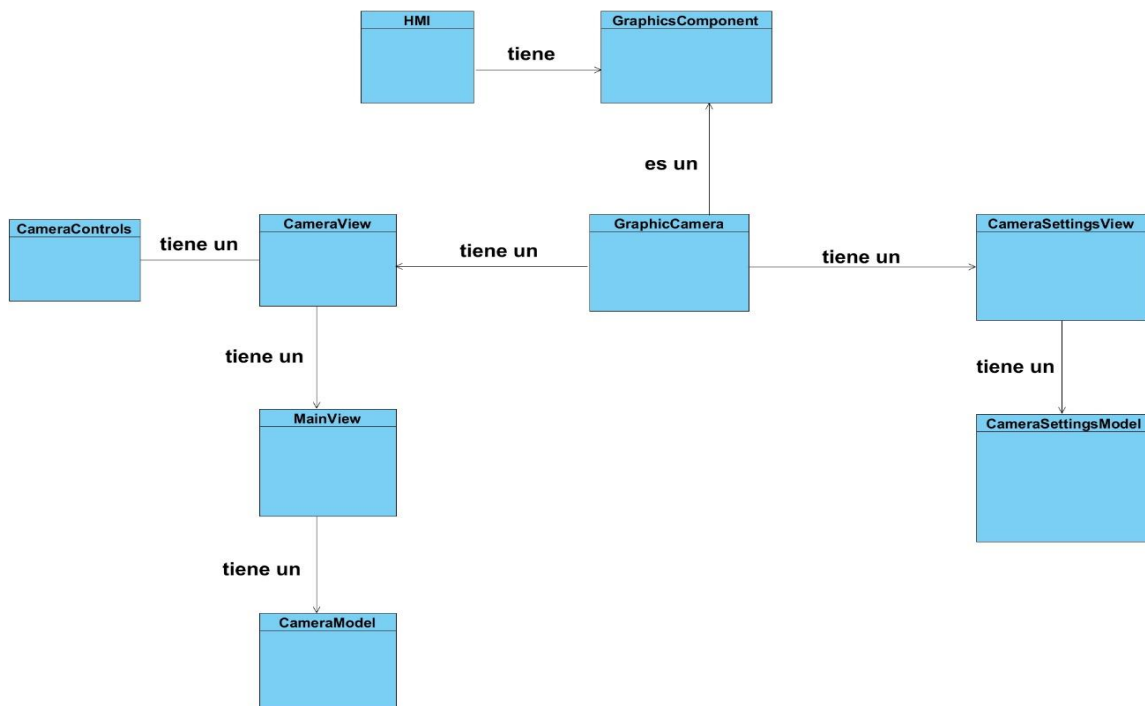 HMI
GraphicsComponent
tiene
es un
CameraControls
CameraView
GraphicCamera
CameraSettingsView
tiene un
tiene un
tiene un
tiene un
tiene un
MainView
CameraSettingsModel
tiene un
CameraModel